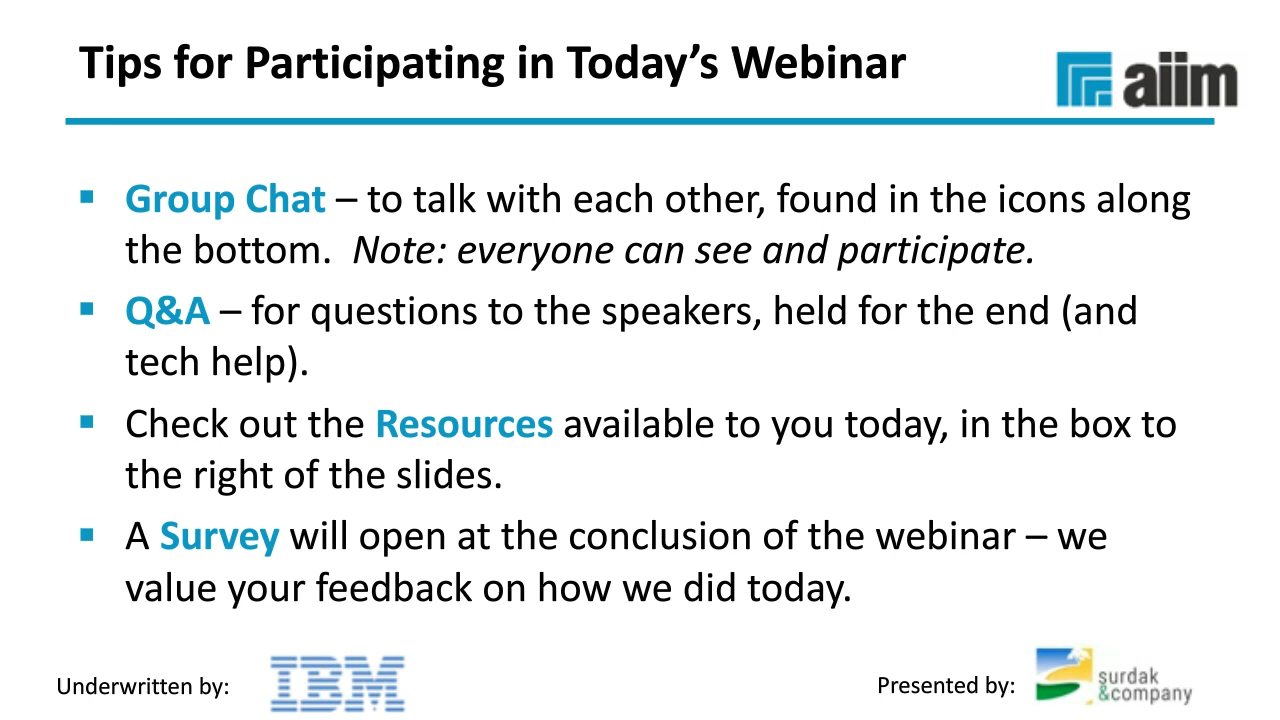 Tips for Participating in Today’s Webinar
aiim
▪ Group Chat – to talk with each other, found in the icons along
the bottom.  Note: everyone can see and participate.
▪ Q&A – for questions to the speakers, held for the end (and
tech help).
▪ Check out the Resources available to you today, in the box to
the right of the slides.
▪ A Survey will open at the conclusion of the webinar – we
value your feedback on how we did today.
Underwritten by:
IBM
Presented by:
surdak
&company